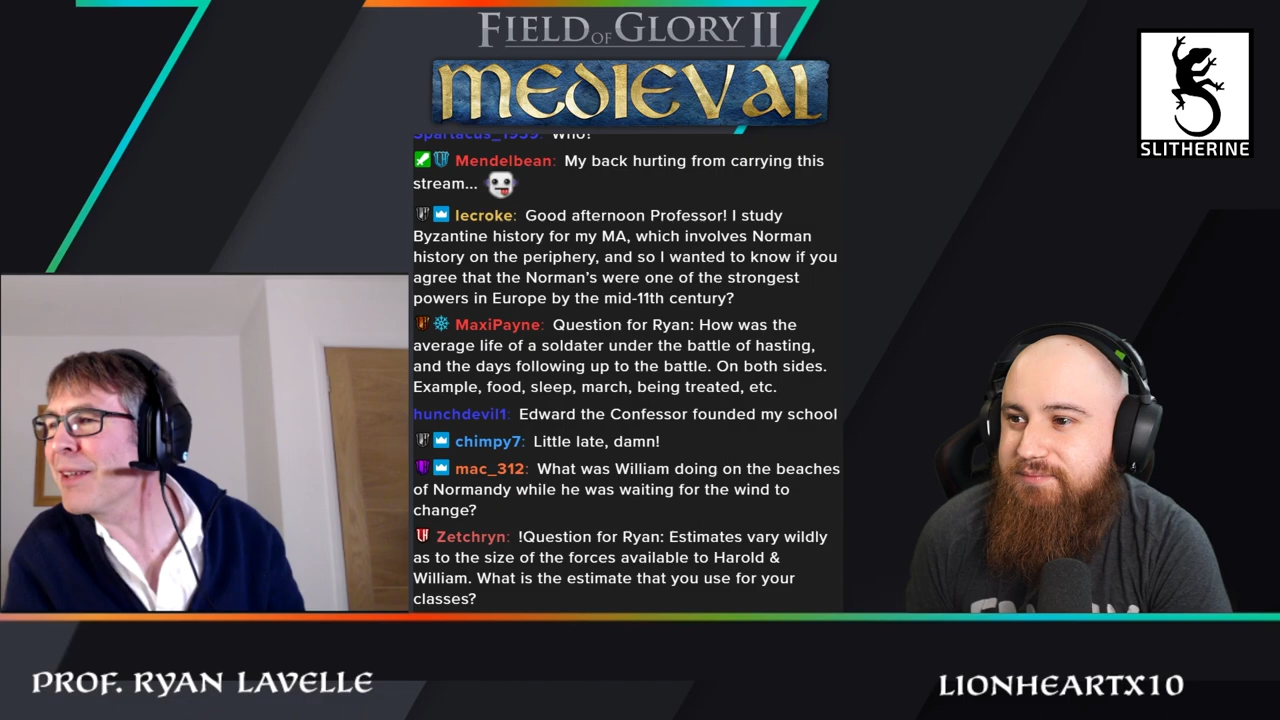 FIELD OF GLORY II
MEDIEVAL
SLITHERINE
Spartacus_1939: Who?
Mendelbean: My back hurting from carrying this
stream...
lecroke: Good afternoon Professor! I study
Byzantine history for my MA, which involves Norman
history on the periphery, and so I wanted to know if you
agree that the Norman's were one of the strongest
powers in Europe by the mid-11th century?
MaxiPayne: Question for Ryan: How was the
average life of a soldater under the battle of hasting,
and the days following up to the battle. On both sides.
Example, food, sleep, march, being treated, etc.
hunchdevil1: Edward the Confessor founded my school
chimpy7: Little late, damn!
mac_312: What was William doing on the beaches
of Normandy while he was waiting for the wind to
change?
Zetchryn: !Question for Ryan: Estimates vary wildly
as to the size of the forces available to Harold &
William. What is the estimate that you use for your
classes?
PROF. RYAN LAVELLE
LIONHEARTX10